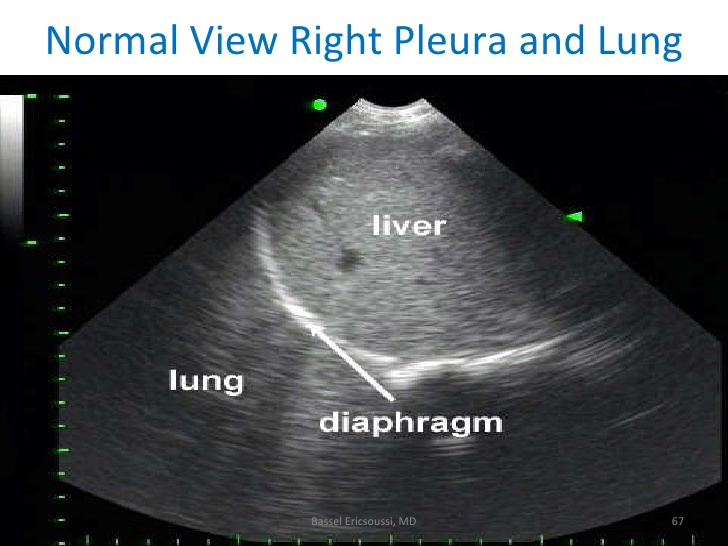 Normal View Right Pleura and Lung
liver
lung
diaphragm
Bassel Ericsoussi, MD
67